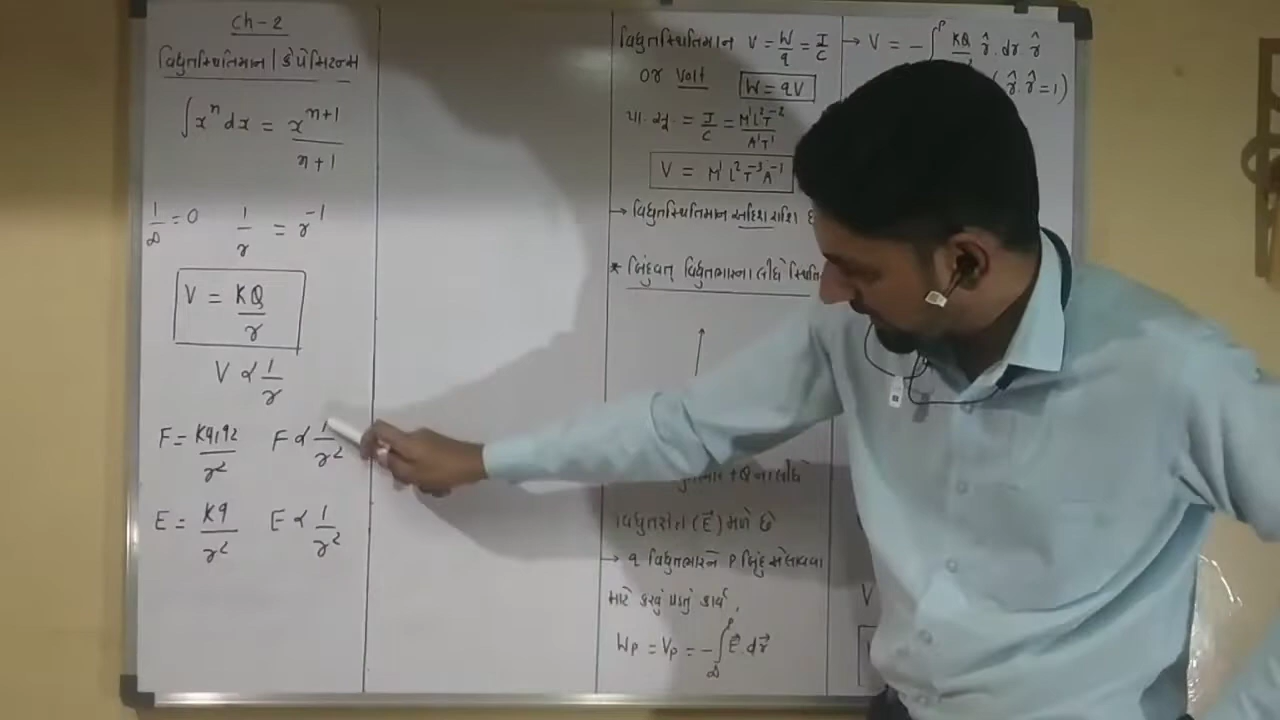 Ch-2
વિદ્યુતસ્થિતિમાન | કેપેસિટન્સ
∫xⁿdx = xⁿ⁺¹/n+1
1/∞ = 0 1/r = r⁻¹
V = KQ/r
V ∝ 1/r
F = Kq₁q₂/r² F ∝ 1/r²
E = Kq/r² E ∝ 1/r²
વિદ્યુતસ્થિતિમાન V = W/q = J/C
OR Volt W = qV
પા. સૂ. = J/C = M¹L²T⁻²/A¹T¹
V = M¹L²T⁻³A⁻¹
→ વિદ્યુતસ્થિતિમાન અદિશ રાશિ છે
* બિંદુવત્ વિદ્યુતભારના લીધે
+Q ના લીધે
વિદ્યુતક્ષેત્ર (E⃗) મળે છે
→ q વિદ્યુતભારને P બિંદુએ લાવવા
માટે કરવું પડતું કાર્ય,
Wp = Vp = -∫∞ᴾ E⃗.dr⃗
→ V = -∫ᴾ KQ r̂.dr r̂
(r̂.r̂=1)
V